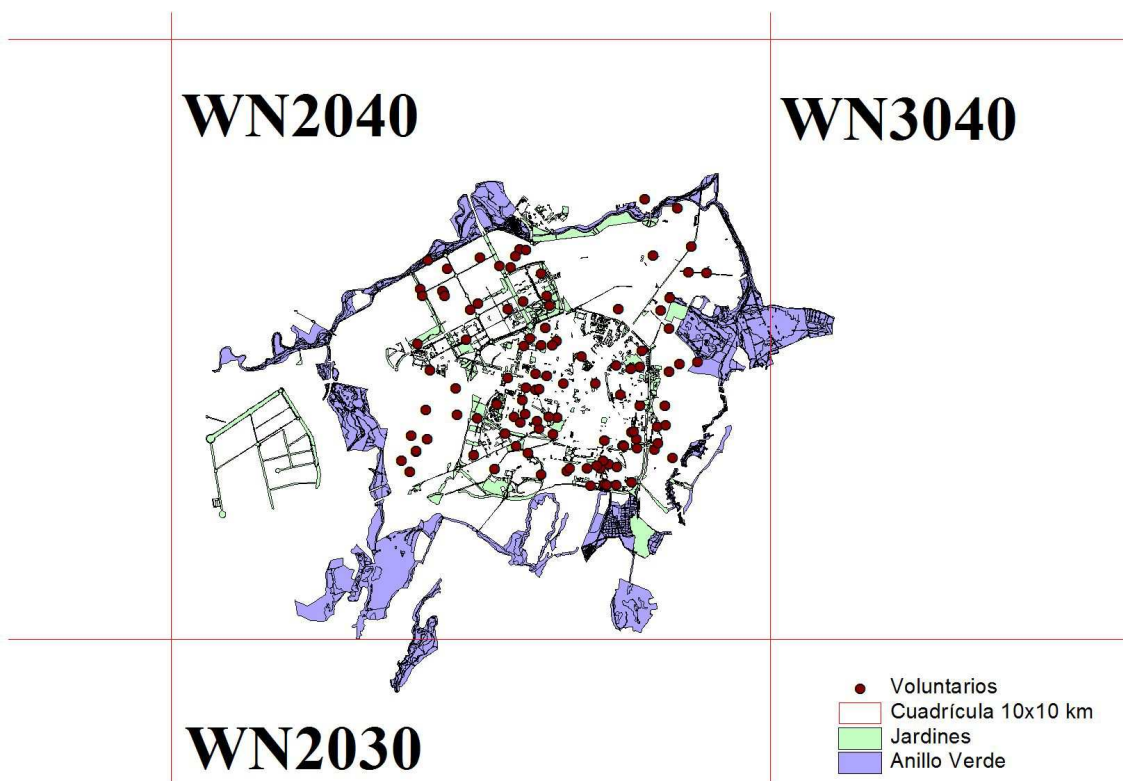 WN2040
WN3040
WN2030
Voluntarios
Cuadrícula 10x10 km
Jardines
Anillo Verde